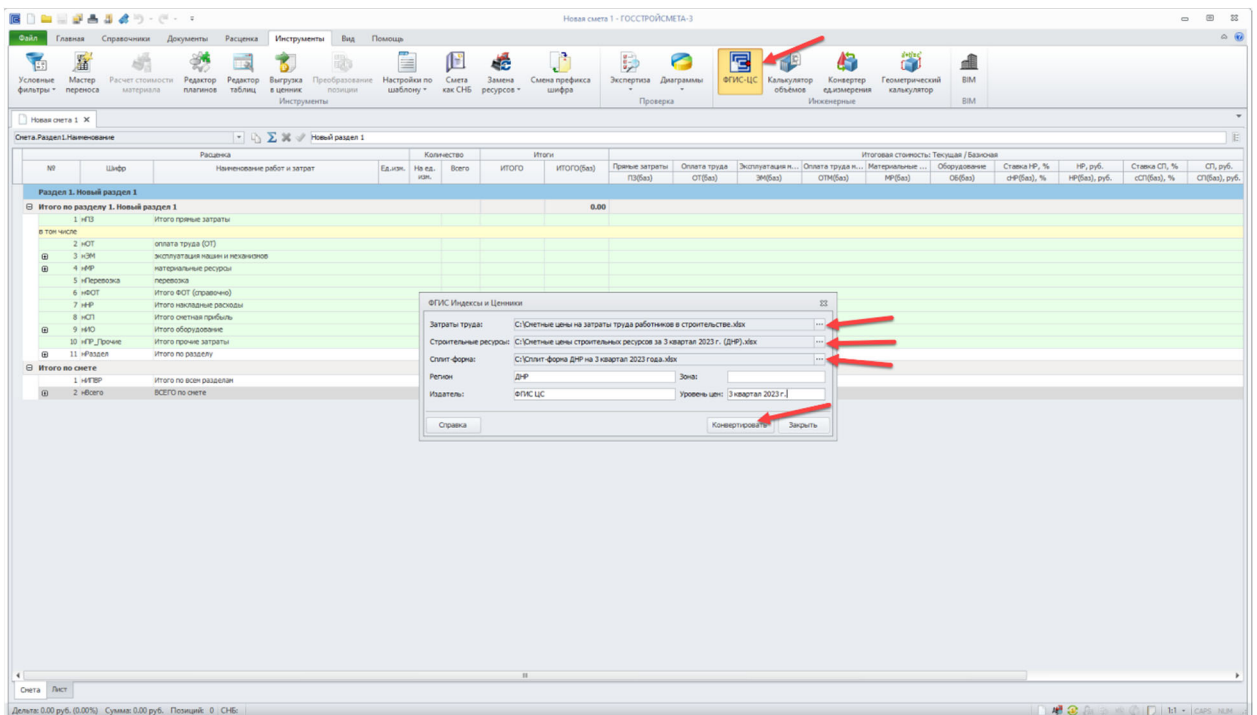 Новая смета 1 - ГОССТРОЙСМЕТА-3
Файл Главная Справочники Документы Расценка Инструменты Вид Помощь
Условные фильтры Мастер переноса Расчет стоимости материала Редактор плагинов Редактор таблиц Выгрузка в ценник Преобразование позиции Настройки по шаблону Смета как СНБ Замена ресурсов Смена префикса шифра Экспертиза Диаграммы ФГИС-ЦС Калькулятор объёмов Конвертер ед.измерения Геометрический калькулятор BIM
Инструменты Проверка Инженерные BIM
Новая смета 1
Смета.Раздел1.Наименование Новый раздел 1
Расценка Количество Итоги Итоговая стоимость: Текущая / Базисная
№ Шифр Наименование работ и затрат Ед.изм. На ед. изм. Всего ИТОГО ИТОГО(баз) Прямые затраты Оплата труда Эксплуатация м... Оплата труда м... Материальные ... Оборудование Ставка НР, % НР, руб. Ставка СП, % СП, руб.
ПЗ(баз) ОТ(баз) ЭМ(баз) ОТМ(баз) МР(баз) ОБ(баз) сНР(баз), % НР(баз), руб. сСП(баз), % СП(баз), руб.
Раздел 1. Новый раздел 1
Итого по разделу 1. Новый раздел 1 0.00
1 нПЗ Итого прямые затраты
в том числе
2 нОТ оплата труда (ОТ)
3 нЭМ эксплуатация машин и механизмов
4 нМР материальные ресурсы
5 нПеревозка перевозка
6 нФОТ Итого ФОТ (справочно)
7 нНР Итого накладные расходы
8 нСП Итого сметная прибыль
9 нИО Итого оборудование
10 нПР_Прочие Итого прочие затраты
11 нРаздел Итого по разделу
Итого по смете
1 нИПВР Итого по всем разделам
2 нВсего ВСЕГО по смете
ФГИС Индексы и Ценники
Затраты труда: C:\Сметные цены на затраты труда работников в строительстве.xlsx ...
Строительные ресурсы: C:\Сметные цены строительных ресурсов за 3 квартал 2023 г. (ДНР).xlsx ...
Сплит-форма: C:\Сплит-форма ДНР на 3 квартал 2023 года.xlsx ...
Регион ДНР Зона:
Издатель: ФГИС ЦС Уровень цен: 3 квартал 2023 г.
Справка Конвертировать Закрыть
Смета Лист
Дельта: 0.00 руб. (0.00%) Сумма: 0.00 руб. Позиций: 0 СНБ: 1:1 CAPS NUM